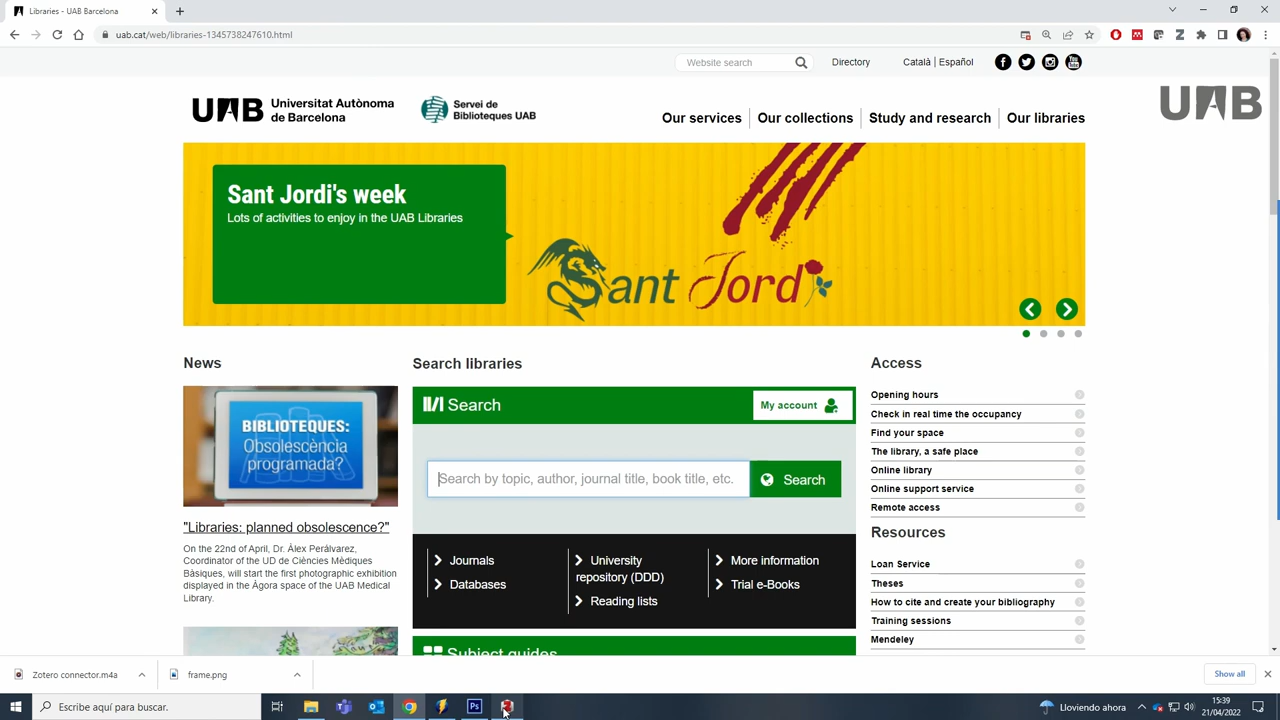 Libraries - UAB Barcelona
uab.cat/web/libraries-1345738247610.html
Website search
Directory
Català | Español
UAB Universitat Autònoma
de Barcelona
Servei de
Biblioteques UAB
Our services
Our collections
Study and research
Our libraries
UAB
Sant Jordi's week
Lots of activities to enjoy in the UAB Libraries
Sant Jordi
News
BIBLIOTEQUES:
Obsolescència
programada?
"Libraries: planned obsolescence?"
On the 22nd of April, Dr. Àlex Perálvarez,
Coordinator of the UD de Ciències Mèdiques
Bàsiques, will start the first photographic exhibition
displayed in the Àgora space of the UAB Medical
Library.
Search libraries
Search
My account
Search by topic, author, journal title, book title, etc.
Search
Journals
Databases
University
repository (DDD)
Reading lists
More information
Trial e-Books
Subject guides
Access
Opening hours
Check in real time the occupancy
Find your space
The library, a safe place
Online library
Online support service
Remote access
Resources
Loan Service
Theses
How to cite and create your bibliography
Training sessions
Mendeley
Zotero connector.m4a
frame.png
Show all
Escribe aquí para buscar.
Ps
Lloviendo ahora
15:39
21/04/2022